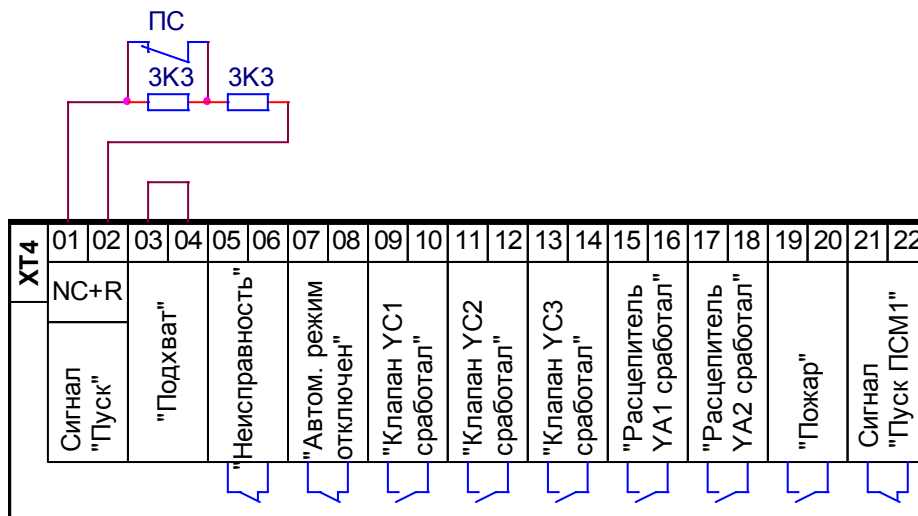 ПС
3К3 3К3
XT4 01 02 03 04 05 06 07 08 09 10 11 12 13 14 15 16 17 18 19 20 21 22
NC+R
Сигнал
"Пуск"
"Подхват"
"Неисправность"
"Автом. режим
отключен"
"Клапан YC1
сработал"
"Клапан YC2
сработал"
"Клапан YC3
сработал"
"Расцепитель
YA1 сработал"
"Расцепитель
YA2 сработал"
"Пожар"
Сигнал
"Пуск ПСМ1"